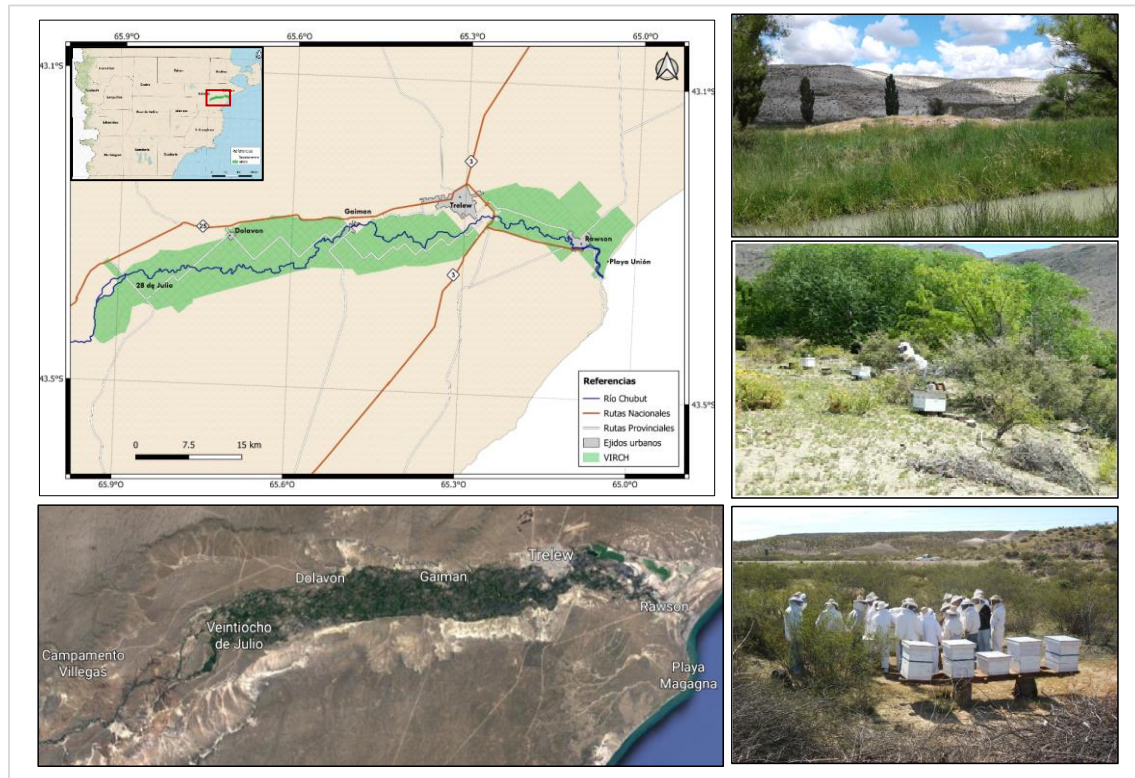 65.9°O
65.6°O
65.3°O
65.0°O
43.1°S
43.1°S
3
Trelew
Gaiman
25
Dolavon
Rawson
Playa Unión
28 de Julio
3
43.5°S
43.5°S
Referencias
Río Chubut
Rutas Nacionales
Rutas Provinciales
Ejidos urbanos
VIRCH
0 7.5 15 km
65.9°O
65.6°O
65.3°O
65.0°O
Trelew
Dolavon
Gaiman
Rawson
Veintiocho
de Julio
Campamento
Villegas
Playa
Magagna